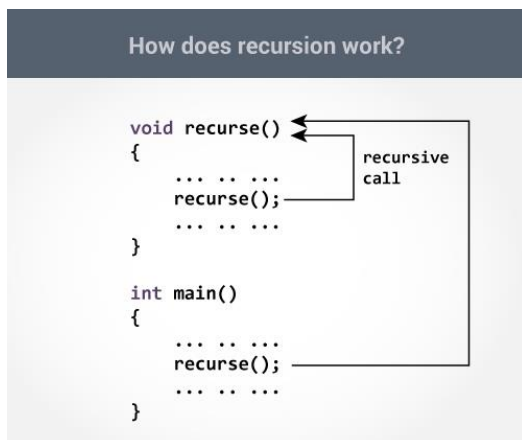 How does recursion work?
void recurse()
{
... .. ...
recurse();
... .. ...
}
recursive
call
int main()
{
... .. ...
recurse();
... .. ...
}